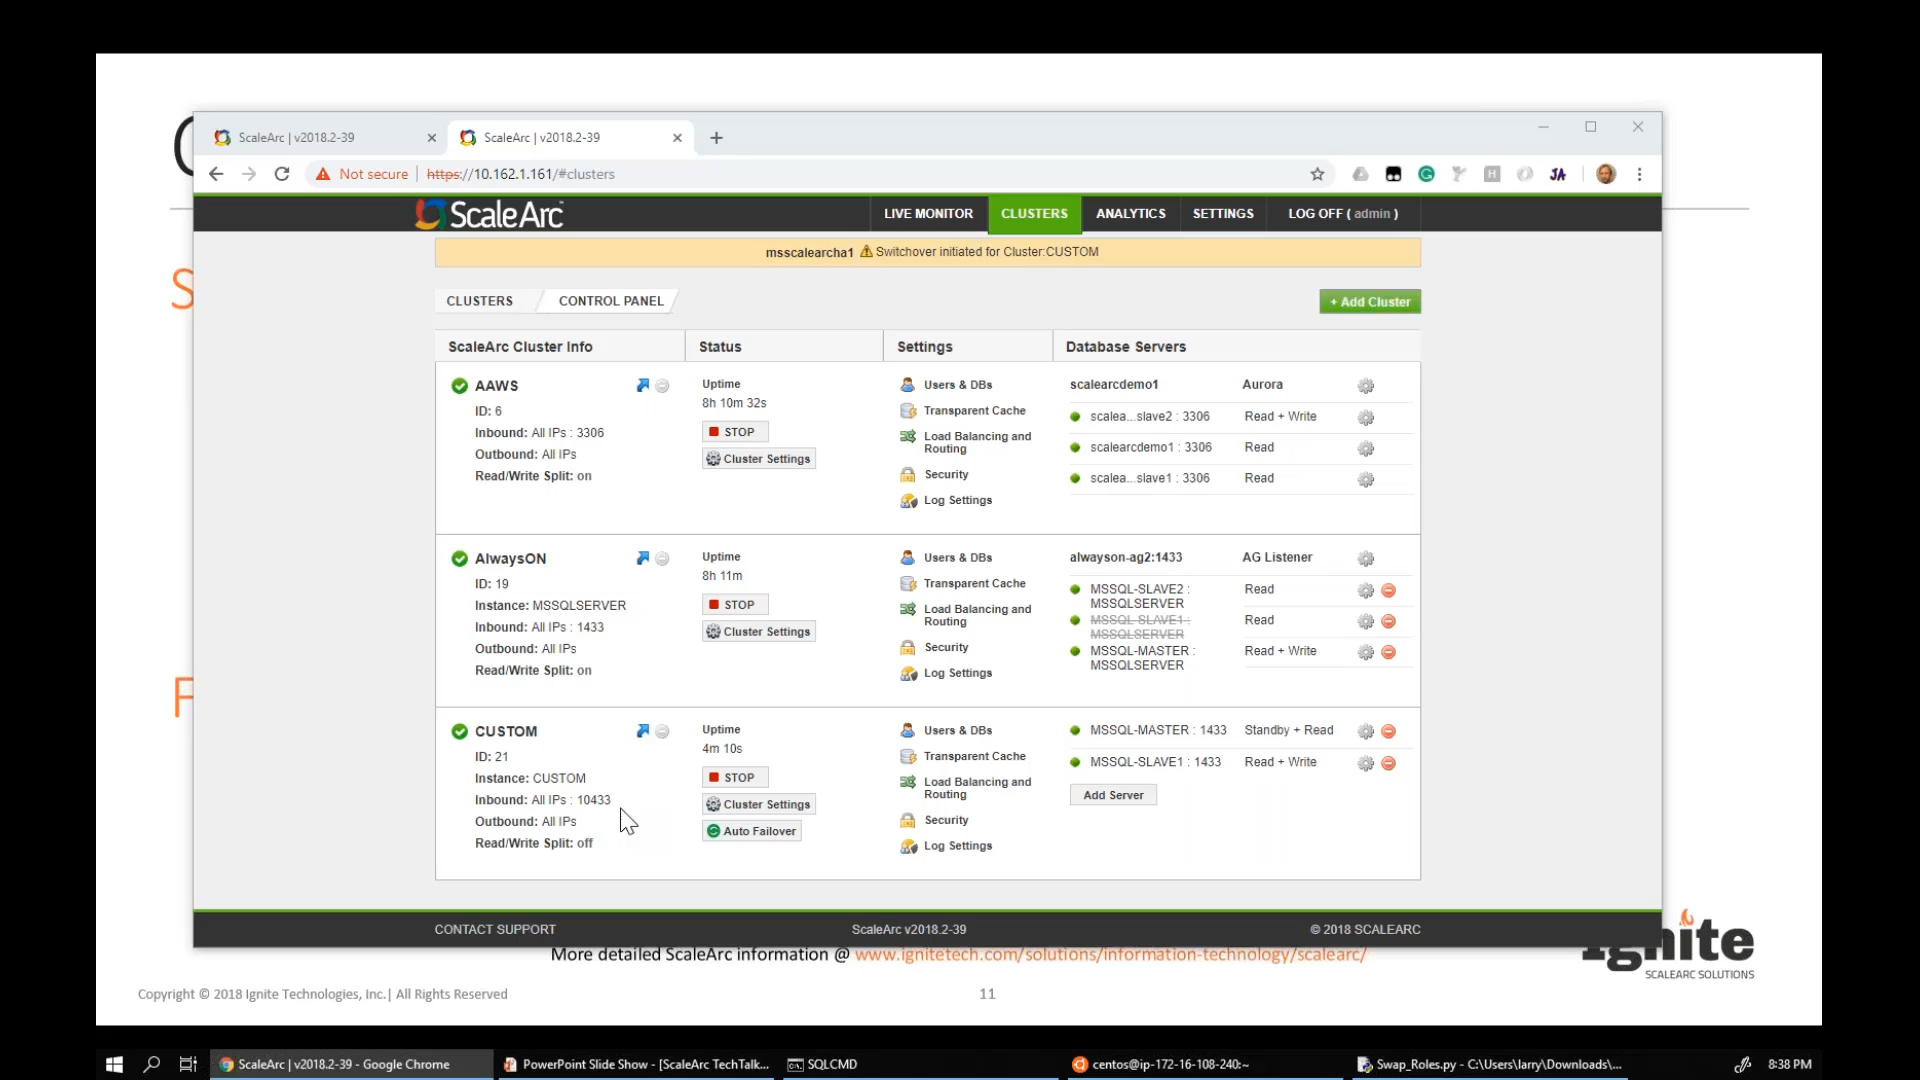 ScaleArc | v2018.2-39
ScaleArc | v2018.2-39
Not secure | https://10.162.1.161/#clusters
ScaleArc
LIVE MONITOR
CLUSTERS
ANALYTICS
SETTINGS
LOG OFF ( admin )
msscalearcha1 Switchover initiated for Cluster:CUSTOM
CLUSTERS
CONTROL PANEL
+ Add Cluster
ScaleArc Cluster Info
Status
Settings
Database Servers
AAWS
ID: 6
Inbound: All IPs : 3306
Outbound: All IPs
Read/Write Split: on
Uptime
8h 10m 32s
STOP
Cluster Settings
Users & DBs
Transparent Cache
Load Balancing and
Routing
Security
Log Settings
scalearcdemo1 Aurora
scalea...slave2 : 3306 Read + Write
scalearcdemo1 : 3306 Read
scalea...slave1 : 3306 Read
AlwaysON
ID: 19
Instance: MSSQLSERVER
Inbound: All IPs : 1433
Outbound: All IPs
Read/Write Split: on
Uptime
8h 11m
STOP
Cluster Settings
Users & DBs
Transparent Cache
Load Balancing and
Routing
Security
Log Settings
alwayson-ag2:1433 AG Listener
MSSQL-SLAVE2 : Read
MSSQLSERVER
MSSQL-SLAVE1 : Read
MSSQLSERVER
MSSQL-MASTER : Read + Write
MSSQLSERVER
CUSTOM
ID: 21
Instance: CUSTOM
Inbound: All IPs : 10433
Outbound: All IPs
Read/Write Split: off
Uptime
4m 10s
STOP
Cluster Settings
Auto Failover
Users & DBs
Transparent Cache
Load Balancing and
Routing
Security
Log Settings
MSSQL-MASTER : 1433 Standby + Read
MSSQL-SLAVE1 : 1433 Read + Write
Add Server
CONTACT SUPPORT
ScaleArc v2018.2-39
© 2018 SCALEARC
More detailed ScaleArc information @ www.ignitetech.com/solutions/information-technology/scalearc/
Ignite
SCALEARC SOLUTIONS
Copyright © 2018 Ignite Technologies, Inc.| All Rights Reserved
11
ScaleArc | v2018.2-39 - Google Chrome
PowerPoint Slide Show - [ScaleArc TechTalk...
SQLCMD
centos@ip-172-16-108-240:~
Swap_Roles.py - C:\Users\larry\Downloads\...
8:38 PM